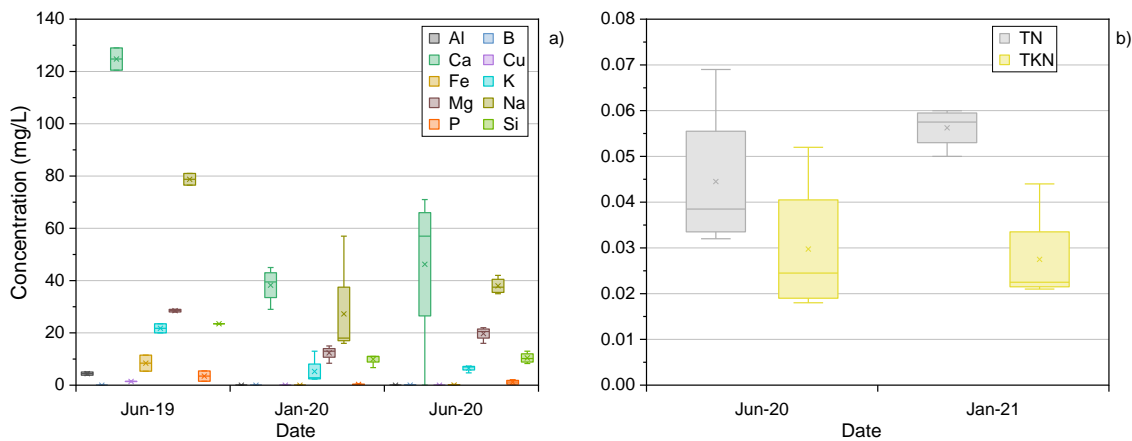 140
120
100
80
60
40
20
0
Concentration (mg/L)
Jun-19 Jan-20 Jun-20
Date
Al B
Ca Cu
Fe K
Mg Na
P Si
a)
0.08
0.07
0.06
0.05
0.04
0.03
0.02
0.01
0.00
Jun-20 Jan-21
Date
TN
TKN
b)